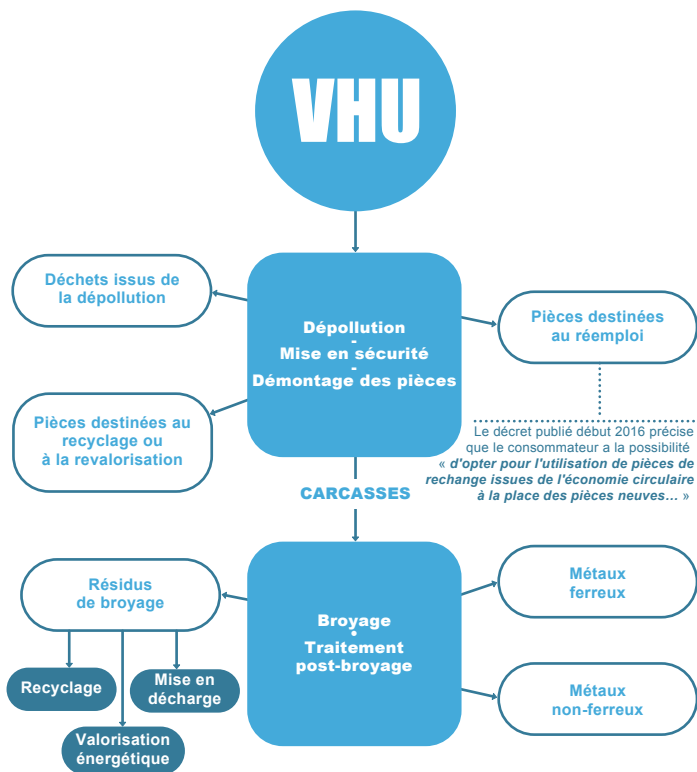 VHU
Déchets issus de
la dépollution
Dépollution
-
Mise en sécurité
-
Démontage des pièces
Pièces destinées
au réemploi
Pièces destinées au
recyclage ou
à la revalorisation
Le décret publié début 2016 précise
que le consommateur a la possibilité
« d'opter pour l'utilisation de pièces de
rechange issues de l'économie circulaire
à la place des pièces neuves... »
CARCASSES
Résidus
de broyage
Broyage
•
Traitement
post-broyage
Métaux
ferreux
Métaux
non-ferreux
Recyclage
Mise en
décharge
Valorisation
énergétique